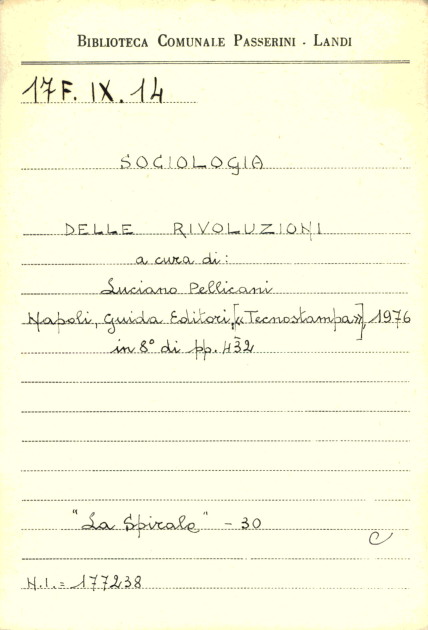 BIBLIOTECA COMUNALE PASSERINI - LANDI
17F. IX. 14
SOCIOLOGIA
DELLE RIVOLUZIONI
a cura di:
Luciano Pellicani
Napoli, Guida Editori, [«Tecnostampa»], 1976
in 8° di pp. 432
"La Spirale" - 30
C
N.I. = 177238